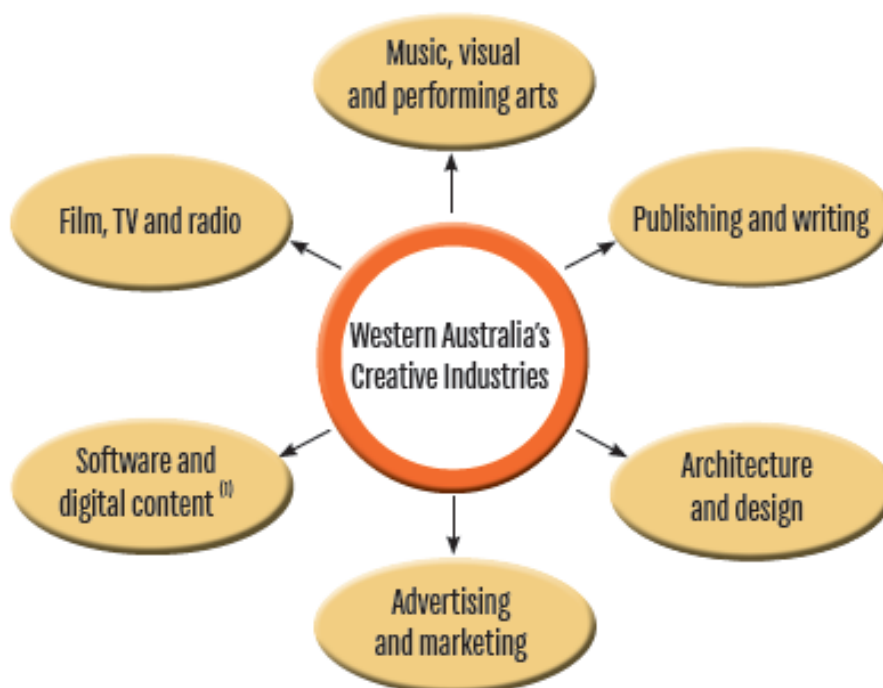 Music, visual
and performing arts
Film, TV and radio
Publishing and writing
Western Australia's
Creative Industries
Software and
digital content (1)
Architecture
and design
Advertising
and marketing